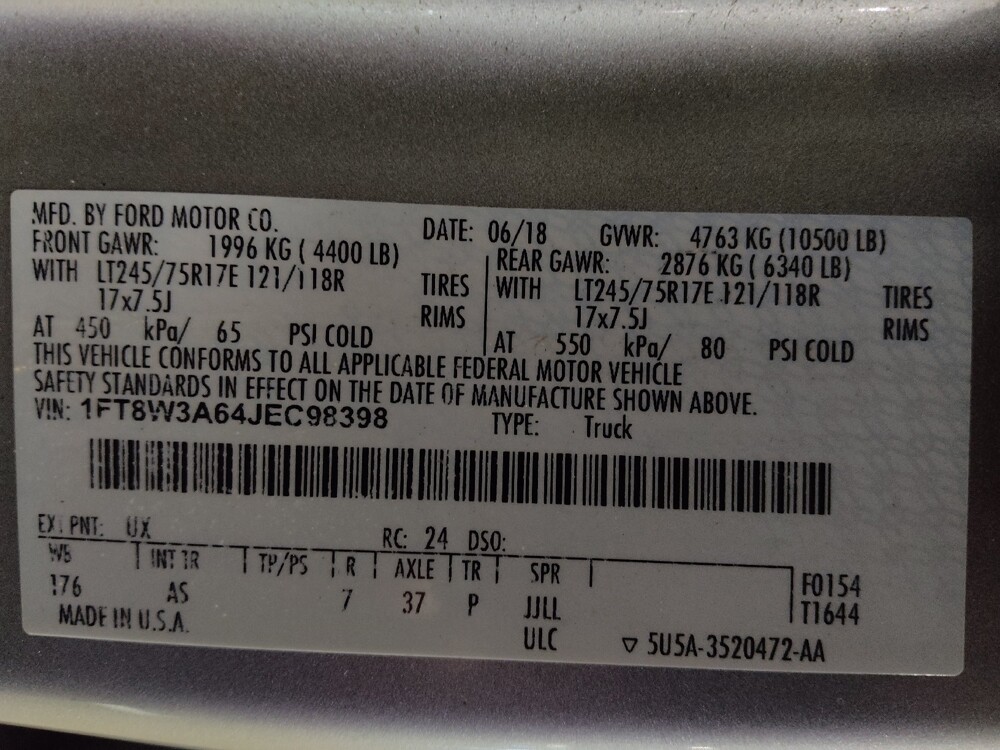 MFD. BY FORD MOTOR CO. DATE: 06/18 GVWR: 4763 KG (10500 LB)
FRONT GAWR: 1996 KG ( 4400 LB) REAR GAWR: 2876 KG ( 6340 LB)
WITH LT245/75R17E 121/118R TIRES WITH LT245/75R17E 121/118R TIRES
17x7.5J RIMS 17x7.5J RIMS
AT 450 kPa/ 65 PSI COLD AT 550 kPa/ 80 PSI COLD
THIS VEHICLE CONFORMS TO ALL APPLICABLE FEDERAL MOTOR VEHICLE
SAFETY STANDARDS IN EFFECT ON THE DATE OF MANUFACTURE SHOWN ABOVE.
VIN: 1FT8W3A64JEC98398 TYPE: Truck
EXT PNT: UX RC: 24 DSO:
WB INT TR TP/PS R AXLE TR SPR
176 AS 7 37 P JJLL F0154
T1644
MADE IN U.S.A. ULC ▽ 5U5A-3520472-AA